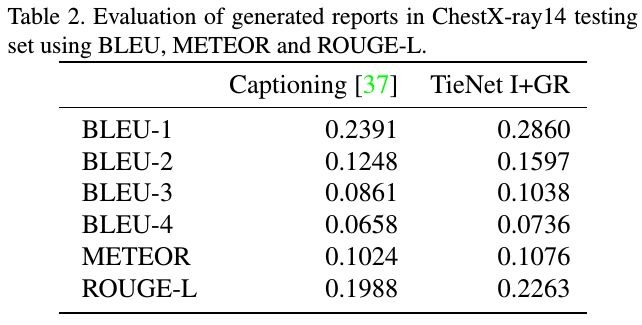 Table 2. Evaluation of generated reports in ChestX-ray14 testing
set using BLEU, METEOR and ROUGE-L.
Captioning [37] TieNet I+GR
BLEU-1 0.2391 0.2860
BLEU-2 0.1248 0.1597
BLEU-3 0.0861 0.1038
BLEU-4 0.0658 0.0736
METEOR 0.1024 0.1076
ROUGE-L 0.1988 0.2263